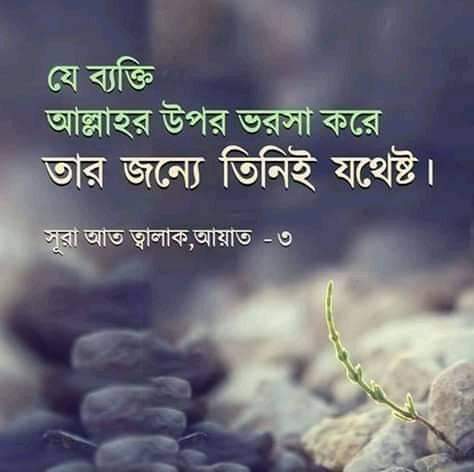 যে ব্যক্তি
আল্লাহর উপর ভরসা করে
তার জন্যে তিনিই যথেষ্ট।
সূরা আত ত্বালাক,আয়াত - ৩